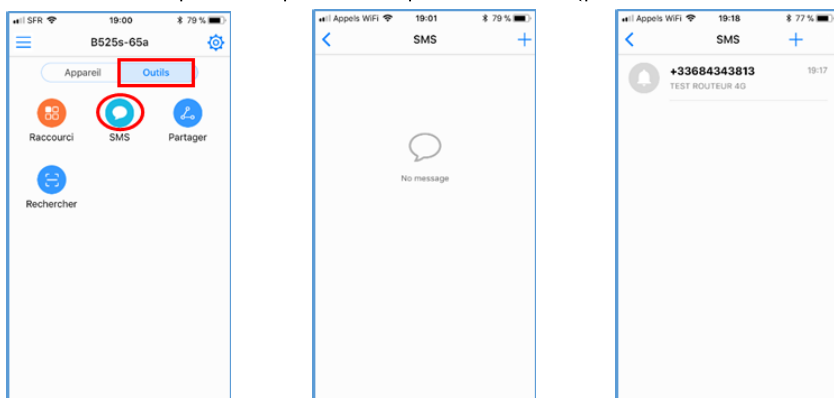 SFR 19:00 79 %
B525s-65a
Appareil Outils
Raccourci SMS Partager
Rechercher
Appels WiFi 19:01 79 %
SMS
No message
Appels WiFi 19:18 77 %
SMS
+33684343813 19:17
TEST ROUTEUR 4G